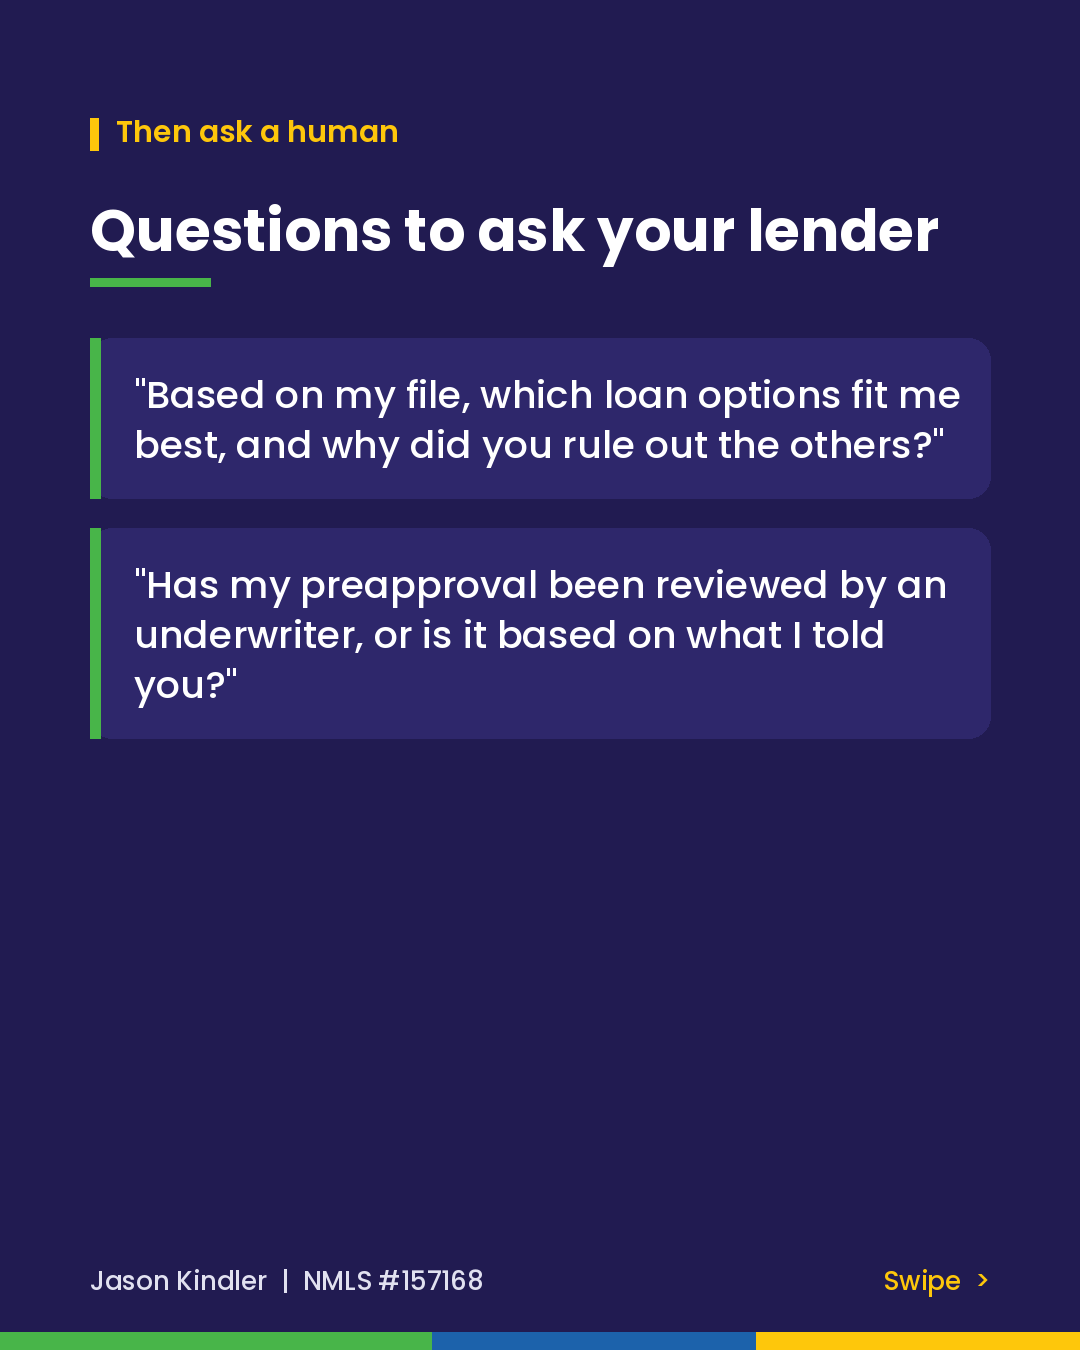 Then ask a human
Questions to ask your lender
"Based on my file, which loan options fit me
best, and why did you rule out the others?"
"Has my preapproval been reviewed by an
underwriter, or is it based on what I told
you?"
Jason Kindler | NMLS #157168
Swipe >